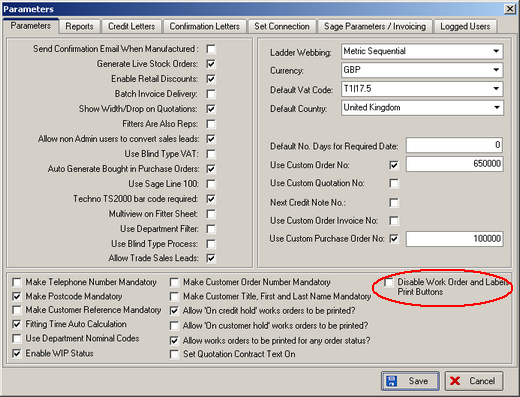 Parameters
Parameters Reports Credit Letters Confirmation Letters Set Connection Sage Parameters / Invoicing Logged Users
Send Confirmation Email When Manufactured :
Generate Live Stock Orders:
Enable Retail Discounts:
Batch Invoice Delivery:
Show Width/Drop on Quotations:
Fitters Are Also Reps:
Allow non Admin users to convert sales leads:
Use Blind Type VAT:
Auto Generate Bought in Purchase Orders:
Use Sage Line 100:
Techno TS2000 bar code required:
Multiview on Fitter Sheet:
Use Department Filter:
Use Blind Type Process:
Allow Trade Sales Leads:
Ladder Webbing: Metric Sequential
Currency: GBP
Default Vat Code: T1|17.5
Default Country: United Kingdom
Default No. Days for Required Date: 0
Use Custom Order No: 650000
Use Custom Quotation No:
Next Credit Note No.:
Use Custom Order Invoice No:
Use Custom Purchase Order No: 100000
Make Telephone Number Mandatory
Make Postcode Mandatory
Make Customer Reference Mandatory
Fitting Time Auto Calculation
Use Department Nominal Codes
Enable WIP Status
Make Customer Order Number Mandatory
Make Customer Title, First and Last Name Mandatory
Allow 'On credit hold' works orders to be printed?
Allow 'On customer hold' works orders to be printed?
Allow works orders to be printed for any order status?
Set Quotation Contract Text On
Disable Work Order and Label
Print Buttons
Save Cancel